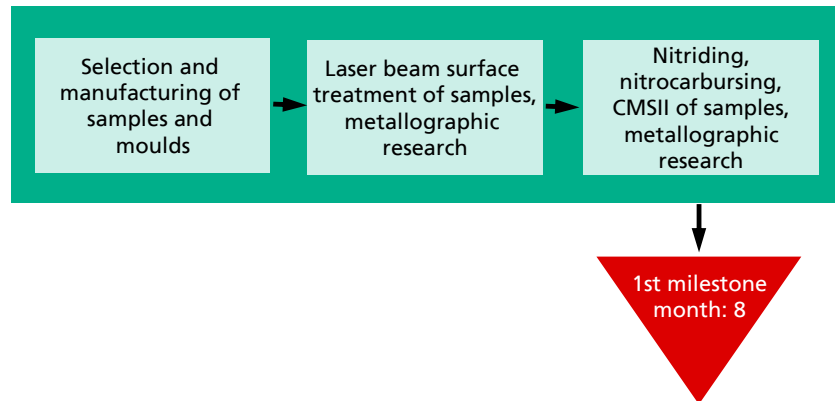 Selection and
manufacturing of
samples and
moulds
Laser beam surface
treatment of samples,
metallographic
research
Nitriding,
nitrocarbursing,
CMSII of samples,
metallographic
research
1st milestone
month: 8